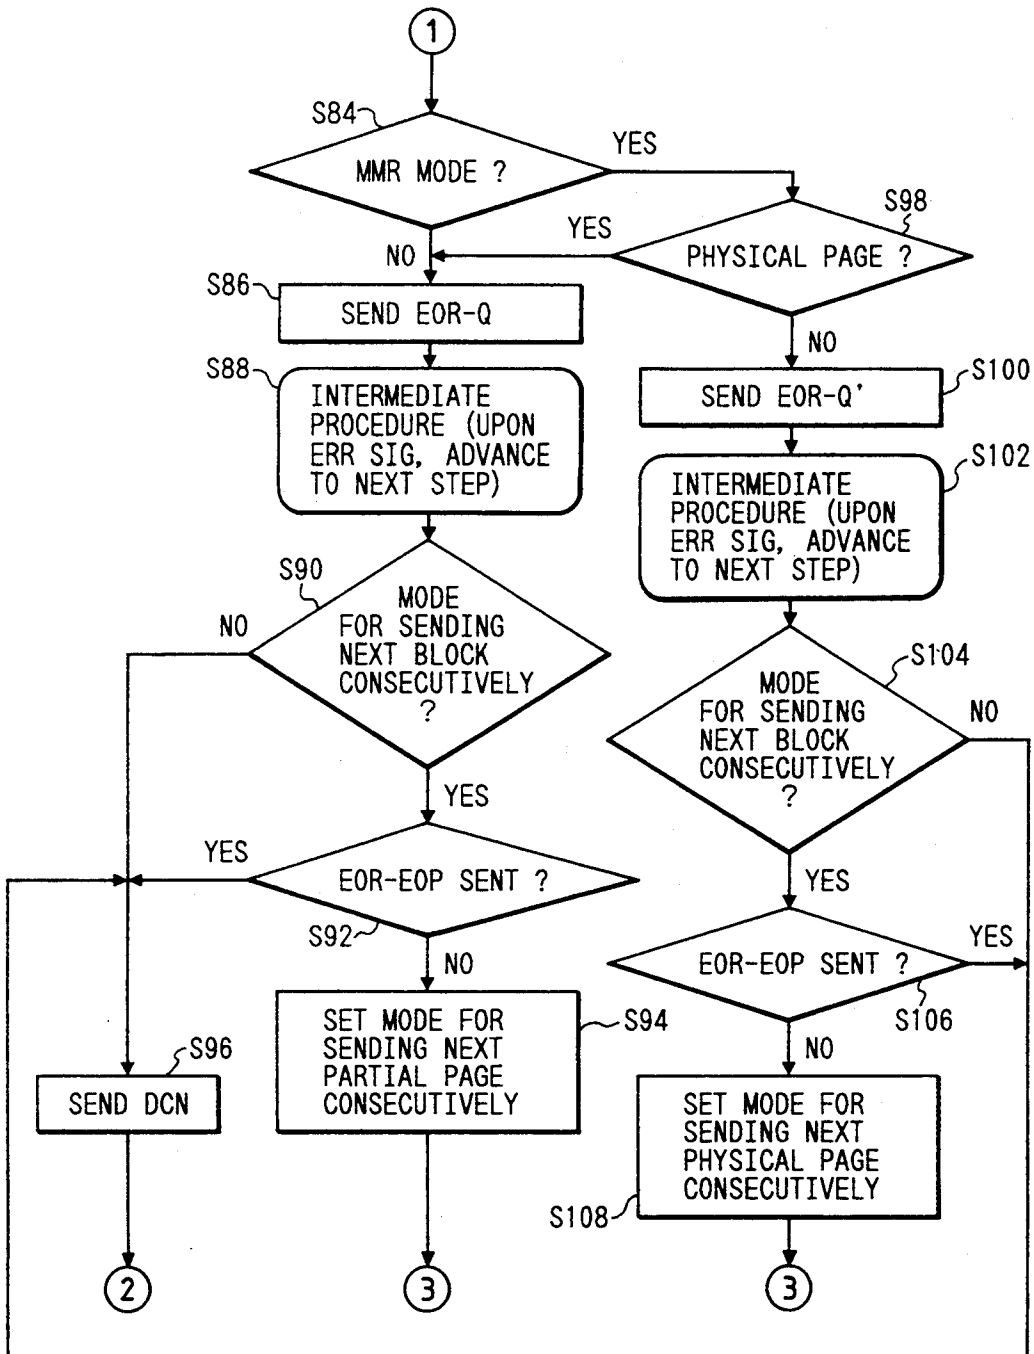 1
S84
MMR MODE ?
YES
S98
PHYSICAL PAGE ?
YES
NO
S86
SEND EOR-Q
NO
S88
INTERMEDIATE
PROCEDURE (UPON
ERR SIG, ADVANCE
TO NEXT STEP)
S100
SEND EOR-Q'
S102
INTERMEDIATE
PROCEDURE (UPON
ERR SIG, ADVANCE
TO NEXT STEP)
S90
MODE
FOR SENDING
NEXT BLOCK
CONSECUTIVELY
?
NO
YES
S104
MODE
FOR SENDING
NEXT BLOCK
CONSECUTIVELY
?
NO
YES
EOR-EOP SENT ?
YES
S92
NO
EOR-EOP SENT ?
YES
S106
NO
S94
SET MODE FOR
SENDING NEXT
PARTIAL PAGE
CONSECUTIVELY
S96
SEND DCN
SET MODE FOR
SENDING NEXT
PHYSICAL PAGE
CONSECUTIVELY
S108
2
3
3